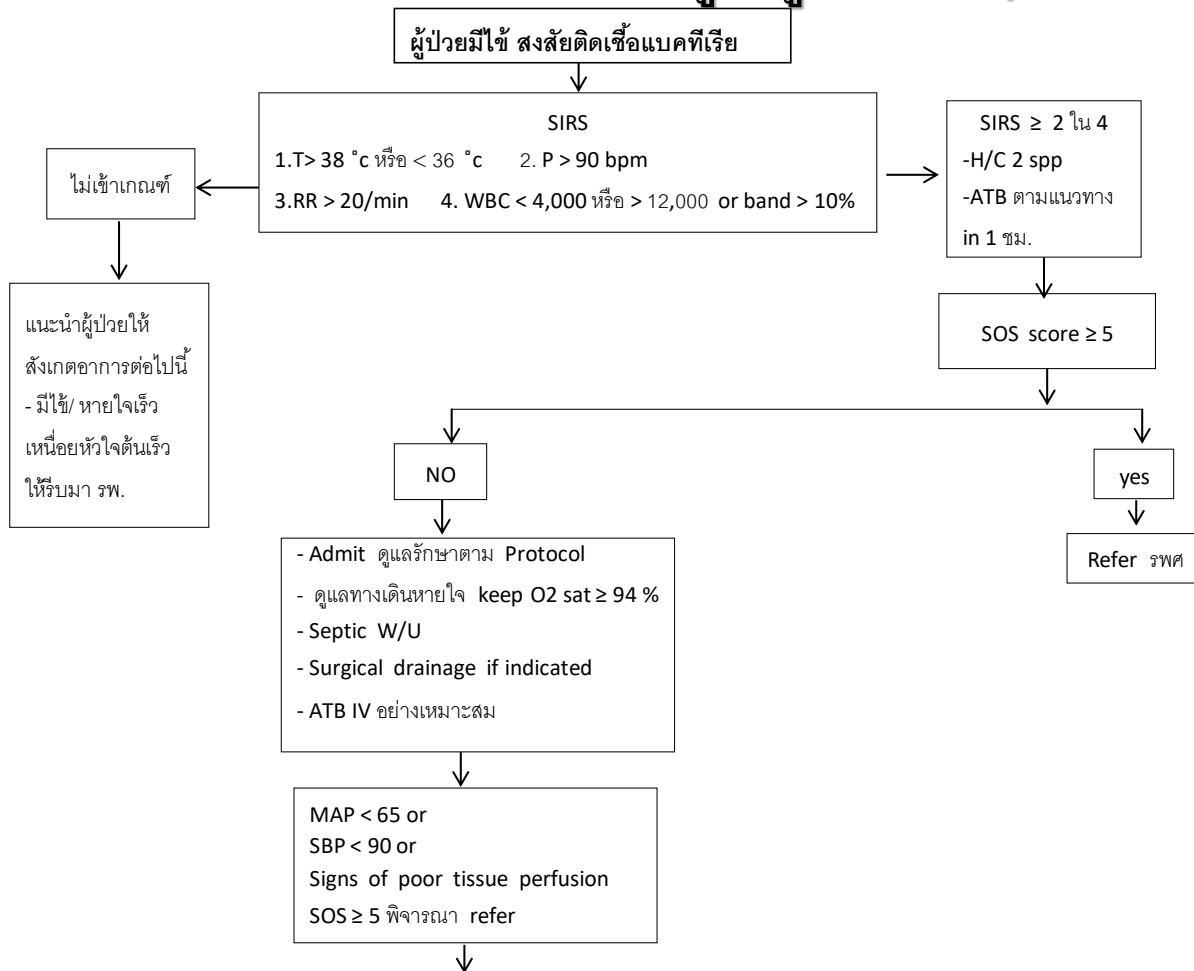 ผู้ป่วยมีไข้ สงสัยติดเชื้อแบคทีเรีย
SIRS
1.T> 38 ˚c หรือ < 36 ˚c 2. P > 90 bpm
3.RR > 20/min 4. WBC < 4,000 หรือ > 12,000 or band > 10%
ไม่เข้าเกณฑ์
SIRS ≥ 2 ใน 4
-H/C 2 spp
-ATB ตามแนวทาง
in 1 ชม.
แนะนำผู้ป่วยให้
สังเกตอาการต่อไปนี้
- มีไข้/ หายใจเร็ว
เหนื่อยหัวใจต้นเร็ว
ให้รีบมา รพ.
SOS score ≥ 5
NO
yes
Refer รพศ
- Admit ดูแลรักษาตาม Protocol
- ดูแลทางเดินหายใจ keep O2 sat ≥ 94 %
- Septic W/U
- Surgical drainage if indicated
- ATB IV อย่างเหมาะสม
MAP < 65 or
SBP < 90 or
Signs of poor tissue perfusion
SOS ≥ 5 พิจารณา refer